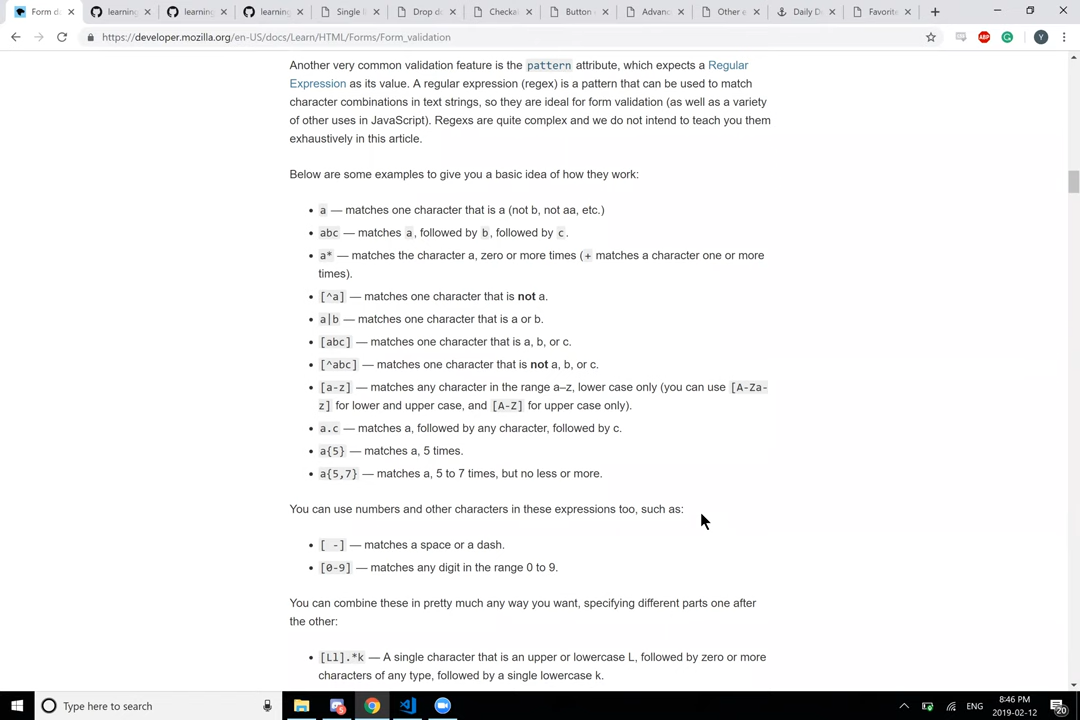 Form d
learning
learning
learning
Single
Drop d
Checka
Button
Advanc
Other e
Daily D
Favorit
https://developer.mozilla.org/en-US/docs/Learn/HTML/Forms/Form_validation
ABP
Y
Another very common validation feature is the pattern attribute, which expects a Regular
Expression as its value. A regular expression (regex) is a pattern that can be used to match
character combinations in text strings, so they are ideal for form validation (as well as a variety
of other uses in JavaScript). Regexs are quite complex and we do not intend to teach you them
exhaustively in this article.
Below are some examples to give you a basic idea of how they work:
• a — matches one character that is a (not b, not aa, etc.)
• abc — matches a, followed by b, followed by c.
• a* — matches the character a, zero or more times (+ matches a character one or more
times).
• [^a] — matches one character that is not a.
• a|b — matches one character that is a or b.
• [abc] — matches one character that is a, b, or c.
• [^abc] — matches one character that is not a, b, or c.
• [a-z] — matches any character in the range a–z, lower case only (you can use [A-Za-
z] for lower and upper case, and [A-Z] for upper case only).
• a.c — matches a, followed by any character, followed by c.
• a{5} — matches a, 5 times.
• a{5,7} — matches a, 5 to 7 times, but no less or more.
You can use numbers and other characters in these expressions too, such as:
• [ -] — matches a space or a dash.
• [0-9] — matches any digit in the range 0 to 9.
You can combine these in pretty much any way you want, specifying different parts one after
the other:
• [Ll].*k — A single character that is an upper or lowercase L, followed by zero or more
characters of any type, followed by a single lowercase k.
Type here to search
ENG
8:46 PM
2019-02-12
20